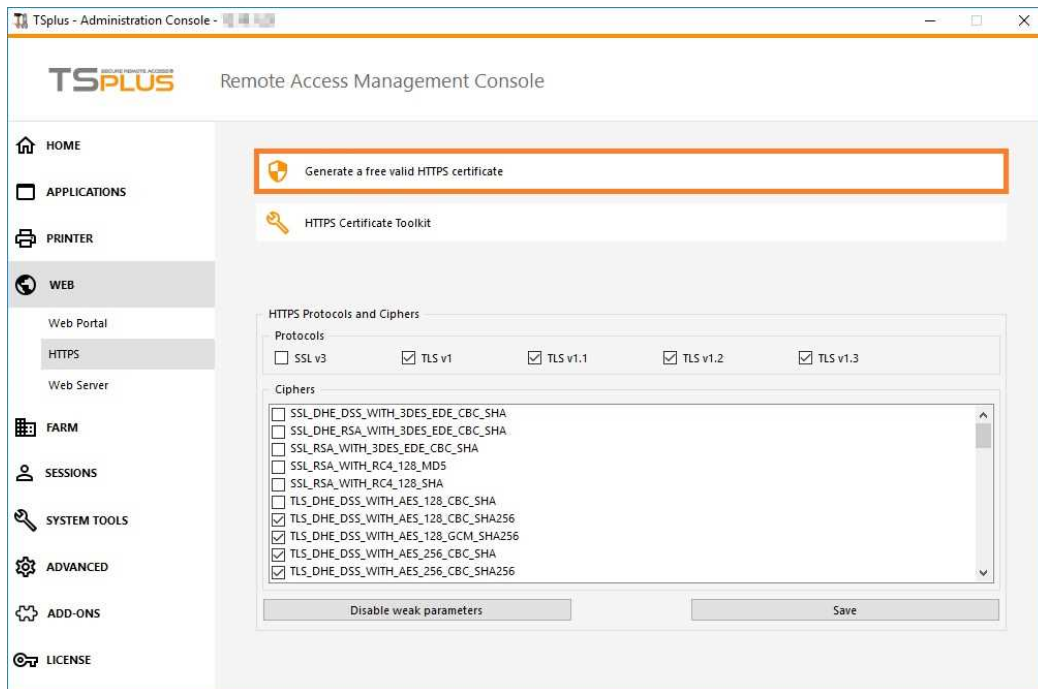 TSplus - Administration Console -
TSPLUS
SECURE REMOTE ACCESS
Remote Access Management Console
HOME
APPLICATIONS
PRINTER
WEB
Web Portal
HTTPS
Web Server
FARM
SESSIONS
SYSTEM TOOLS
ADVANCED
ADD-ONS
LICENSE
Generate a free valid HTTPS certificate
HTTPS Certificate Toolkit
HTTPS Protocols and Ciphers
Protocols
SSL v3 TLS v1 TLS v1.1 TLS v1.2 TLS v1.3
Ciphers
SSL_DHE_DSS_WITH_3DES_EDE_CBC_SHA
SSL_DHE_RSA_WITH_3DES_EDE_CBC_SHA
SSL_RSA_WITH_3DES_EDE_CBC_SHA
SSL_RSA_WITH_RC4_128_MD5
SSL_RSA_WITH_RC4_128_SHA
TLS_DHE_DSS_WITH_AES_128_CBC_SHA
TLS_DHE_DSS_WITH_AES_128_CBC_SHA256
TLS_DHE_DSS_WITH_AES_128_GCM_SHA256
TLS_DHE_DSS_WITH_AES_256_CBC_SHA
TLS_DHE_DSS_WITH_AES_256_CBC_SHA256
Disable weak parameters Save